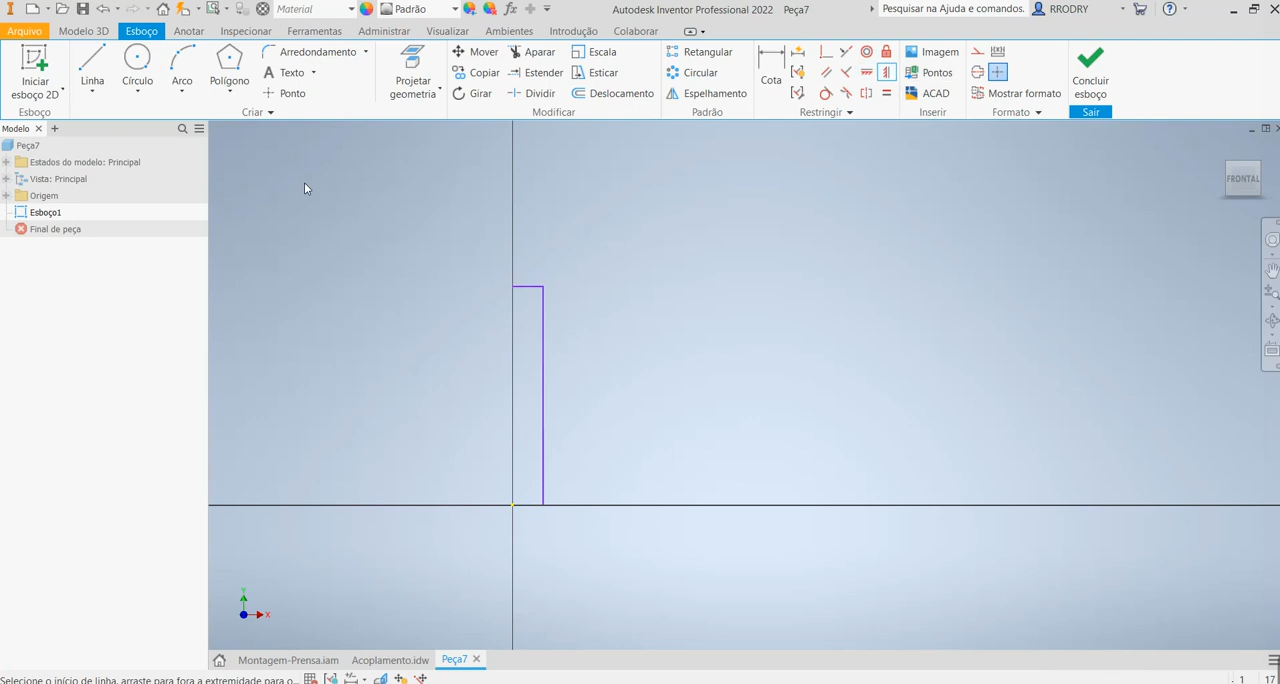 Material Padrão fx Autodesk Inventor Professional 2022 Peça7 Pesquisar na Ajuda e comandos. RRODRY
Arquivo Modelo 3D Esboço Anotar Inspecionar Ferramentas Administrar Visualizar Ambientes Introdução Colaborar
Iniciar esboço 2D Linha Círculo Arco Polígono Arredondamento Texto Ponto Projetar geometria
Mover Aparar Escala
Copiar Estender Esticar
Girar Dividir Deslocamento
Retangular
Circular
Espelhamento
Cota
Imagem
Pontos
ACAD
Mostrar formato
Concluir esboço
Esboço Criar Modificar Padrão Restringir Inserir Formato Sair
Modelo
Peça7
Estados do modelo: Principal
Vista: Principal
Origem
Esboço1
Final de peça
FRONTAL
Y
X
Montagem-Prensa.iam Acoplamento.idw Peça7
Selecione o início de linha, arraste para fora a extremidade para o... 1 17